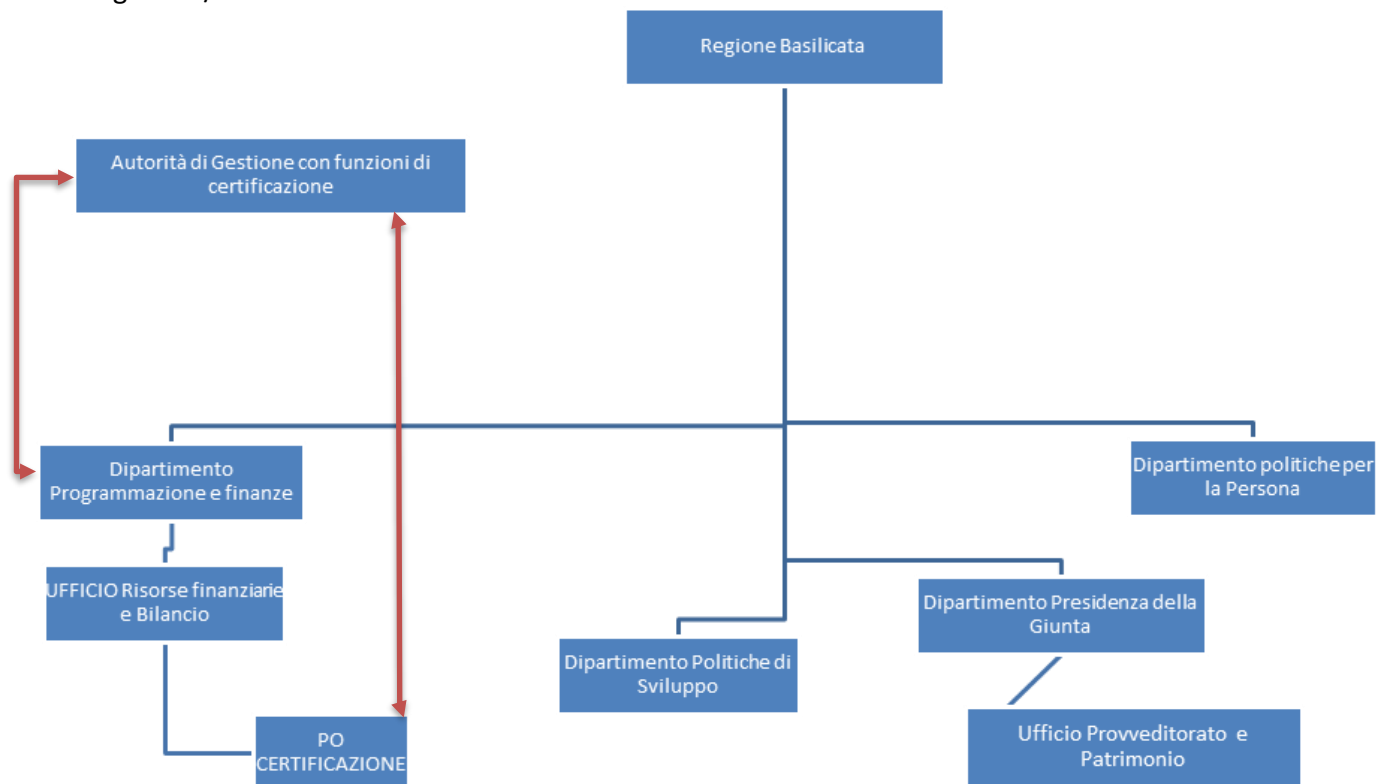 Regione Basilicata
Autorità di Gestione con funzioni di
certificazione
Dipartimento
Programmazione e finanze
Dipartimento politiche per
la Persona
UFFICIO Risorse finanziarie
e Bilancio
Dipartimento Presidenza della
Giunta
Dipartimento Politiche di
Sviluppo
PO
CERTIFICAZIONE
Ufficio Provveditorato e
Patrimonio